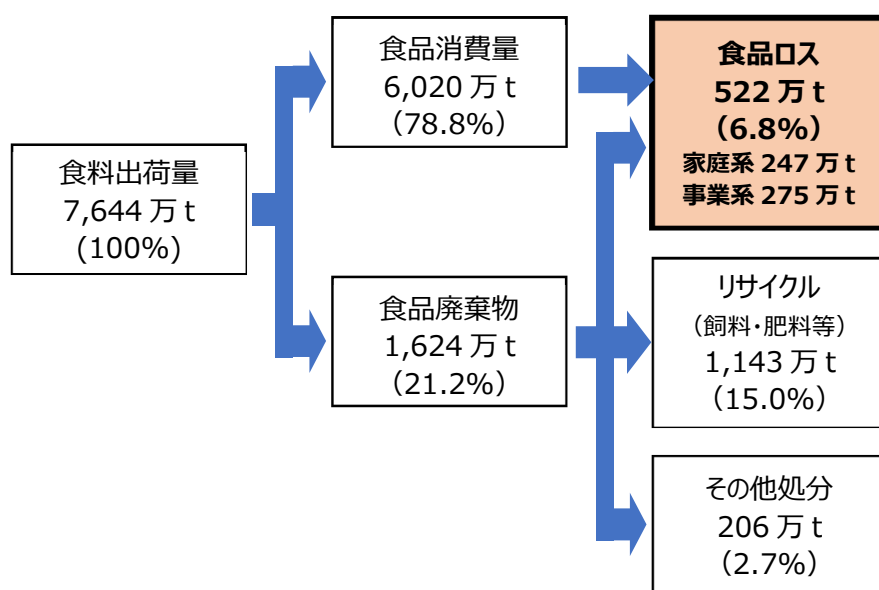 食料出荷量
7,644 万 t
(100%)
食品消費量
6,020 万 t
(78.8%)
食品廃棄物
1,624 万 t
(21.2%)
食品ロス
522 万 t
(6.8%)
家庭系 247 万 t
事業系 275 万 t
リサイクル
(飼料・肥料等)
1,143 万 t
(15.0%)
その他処分
206 万 t
(2.7%)